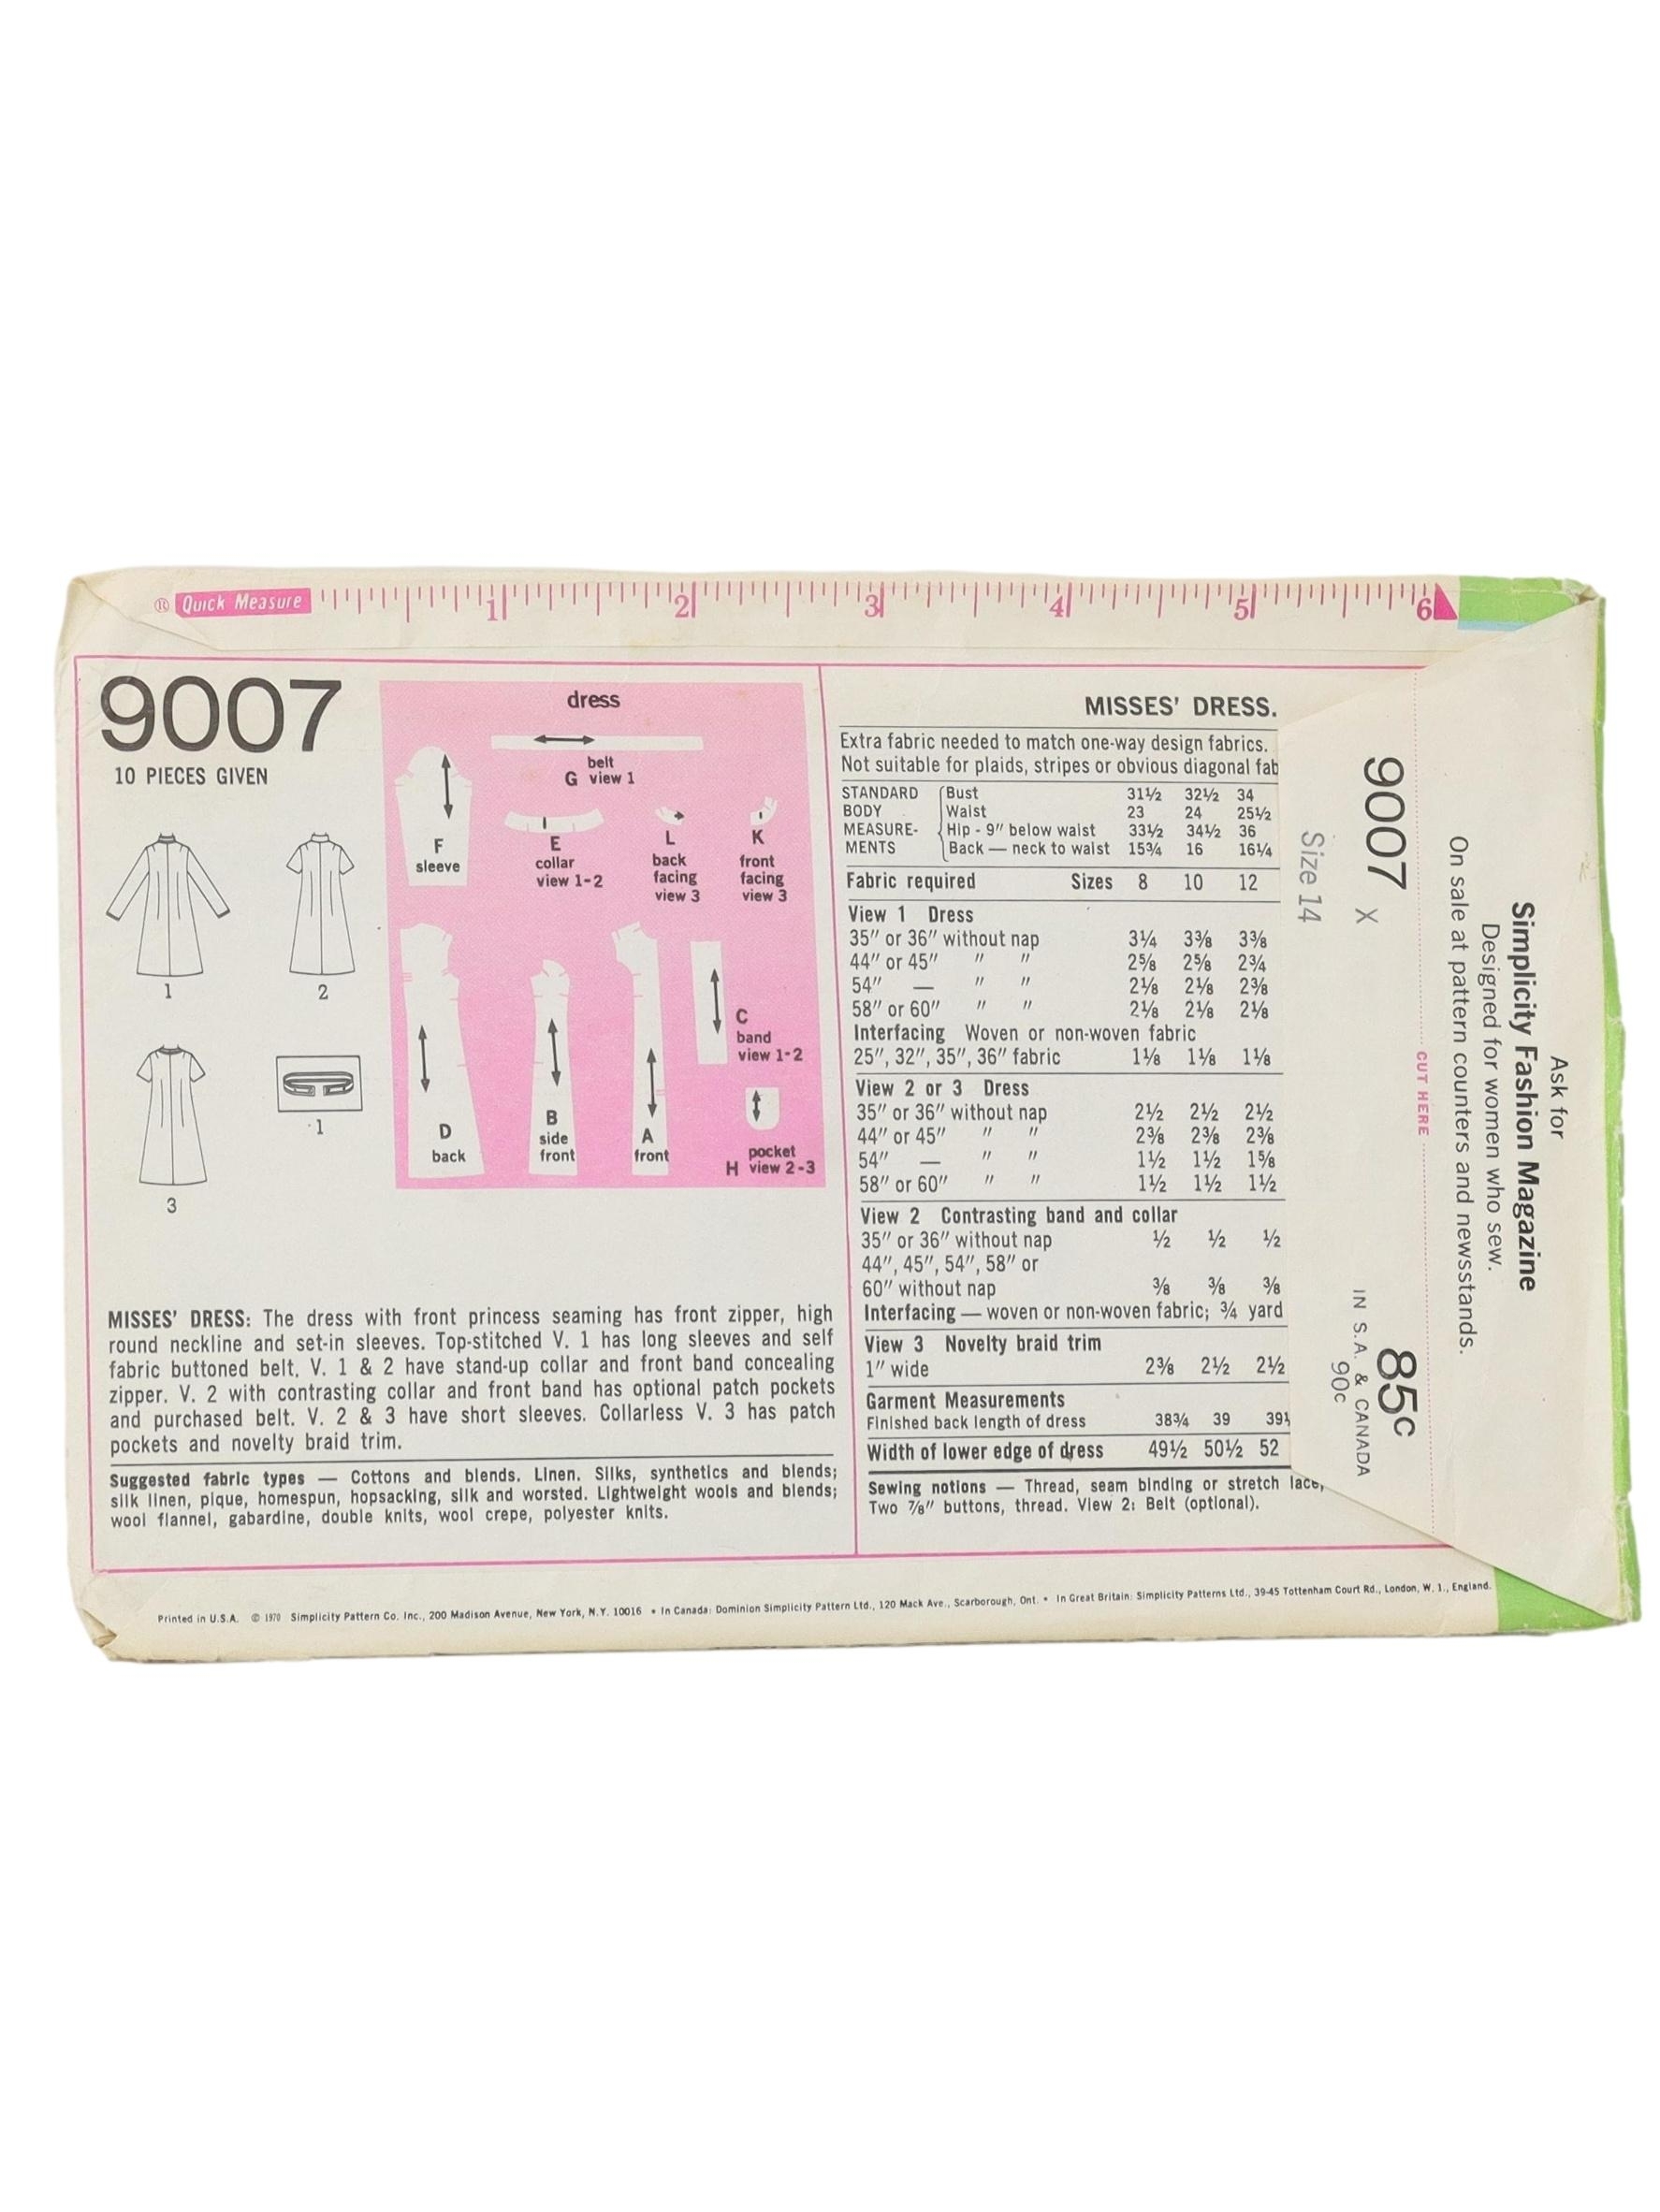 ® Quick Measure 1 2 3 4 5 6
9007
10 PIECES GIVEN
1
2
3
1
dress
belt
G view 1
F
sleeve
E
collar
view 1-2
L
back
facing
view 3
K
front
facing
view 3
C
band
view 1-2
D
back
B
side
front
A
front
pocket
H view 2-3
MISSES' DRESS: The dress with front princess seaming has front zipper, high
round neckline and set-in sleeves. Top-stitched V. 1 has long sleeves and self
fabric buttoned belt. V. 1 & 2 have stand-up collar and front band concealing
zipper. V. 2 with contrasting collar and front band has optional patch pockets
and purchased belt. V. 2 & 3 have short sleeves. Collarless V. 3 has patch
pockets and novelty braid trim.
Suggested fabric types — Cottons and blends. Linen. Silks, synthetics and blends;
silk linen, pique, homespun, hopsacking, silk and worsted. Lightweight wools and blends;
wool flannel, gabardine, double knits, wool crepe, polyester knits.
MISSES' DRESS.
Extra fabric needed to match one-way design fabrics.
Not suitable for plaids, stripes or obvious diagonal fab
STANDARD Bust 31½ 32½ 34
BODY Waist 23 24 25½
MEASURE- Hip - 9" below waist 33½ 34½ 36
MENTS Back — neck to waist 15¾ 16 16¼
Fabric required Sizes 8 10 12
View 1 Dress
35" or 36" without nap 3¼ 3⅜ 3⅜
44" or 45" " " 2⅝ 2⅝ 2¾
54" — " " 2⅛ 2⅛ 2⅜
58" or 60" " " 2⅛ 2⅛ 2⅛
Interfacing Woven or non-woven fabric
25", 32", 35", 36" fabric 1⅛ 1⅛ 1⅛
View 2 or 3 Dress
35" or 36" without nap 2½ 2½ 2½
44" or 45" " " 2⅜ 2⅜ 2⅜
54" — " " 1½ 1½ 1⅝
58" or 60" " " 1½ 1½ 1½
View 2 Contrasting band and collar
35" or 36" without nap ½ ½ ½
44", 45", 54", 58" or
60" without nap ⅜ ⅜ ⅜
Interfacing — woven or non-woven fabric; ¾ yard
View 3 Novelty braid trim
1" wide 2⅜ 2½ 2½
Garment Measurements
Finished back length of dress 38¾ 39 39
Width of lower edge of dress 49½ 50½ 52
Sewing notions — Thread, seam binding or stretch lace,
Two ⅞" buttons, thread. View 2: Belt (optional).
Ask for
Simplicity Fashion Magazine
Designed for women who sew.
On sale at pattern counters and newsstands.
CUT HERE
9007 X 85c
IN S.A. & CANADA
90c
Size 14
Printed in U.S.A. © 1970 Simplicity Pattern Co. Inc., 200 Madison Avenue, New York, N.Y. 10016 • In Canada: Dominion Simplicity Pattern Ltd., 120 Mack Ave., Scarborough, Ont. • In Great Britain: Simplicity Patterns Ltd., 39-45 Tottenham Court Rd., London, W. 1., England.